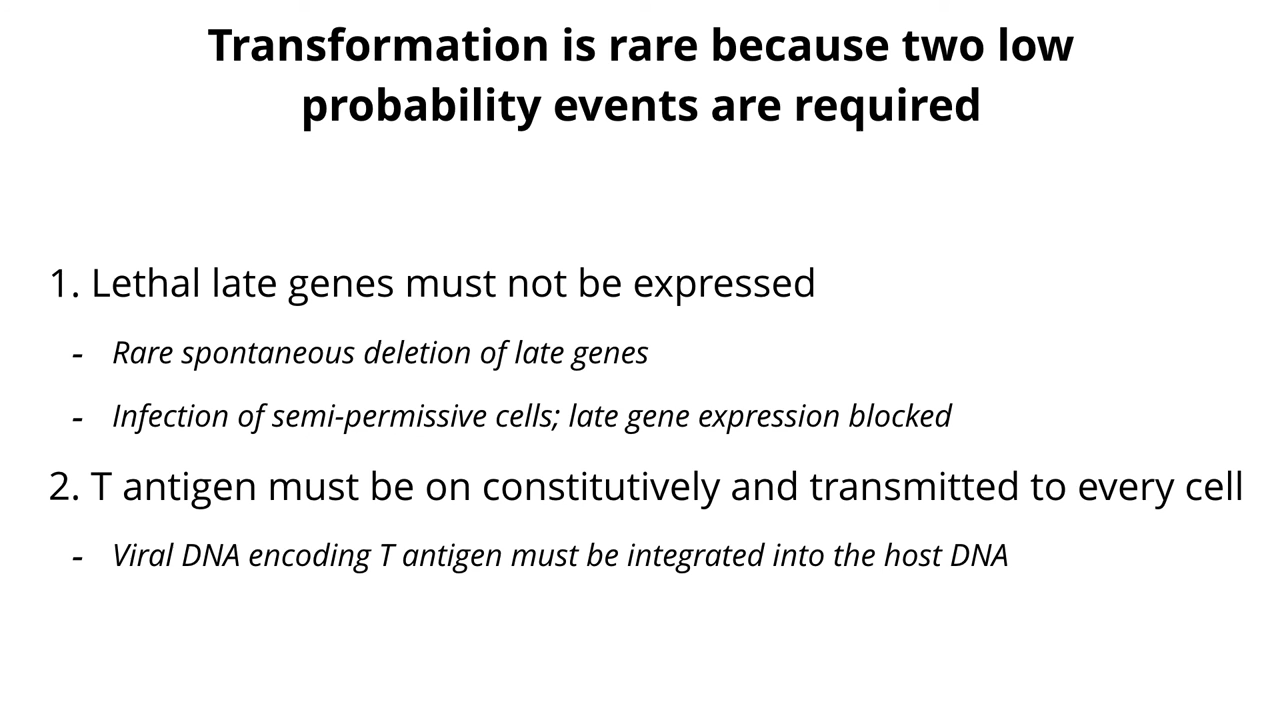 Transformation is rare because two low
probability events are required
1. Lethal late genes must not be expressed
- Rare spontaneous deletion of late genes
- Infection of semi-permissive cells; late gene expression blocked
2. T antigen must be on constitutively and transmitted to every cell
- Viral DNA encoding T antigen must be integrated into the host DNA